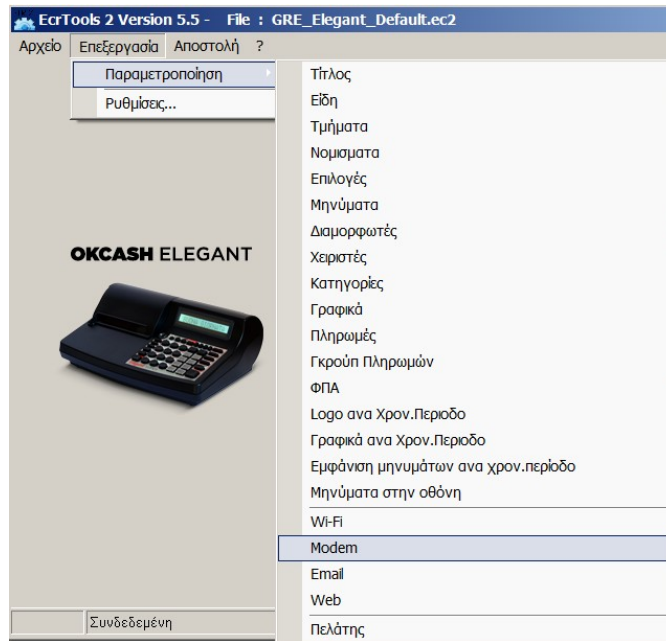 EcrTools 2 Version 5.5 - File : GRE_Elegant_Default.ec2
Αρχείο Επεξεργασία Αποστολή ?
Παραμετροποίηση
Ρυθμίσεις...
Τίτλος
Είδη
Τμήματα
Νομισματα
Επιλογές
Μηνύματα
Διαμορφωτές
Χειριστές
Κατηγορίες
Γραφικά
Πληρωμές
Γκρούπ Πληρωμών
ΦΠΑ
Logo ανα Χρον.Περιοδο
Γραφικά ανα Χρον.Περιοδο
Εμφάνιση μηνυμάτων ανα χρον.περίοδο
Μηνύματα στην οθόνη
Wi-Fi
Modem
Email
Web
Πελάτης
OKCASH ELEGANT
Συνδεδεμένη